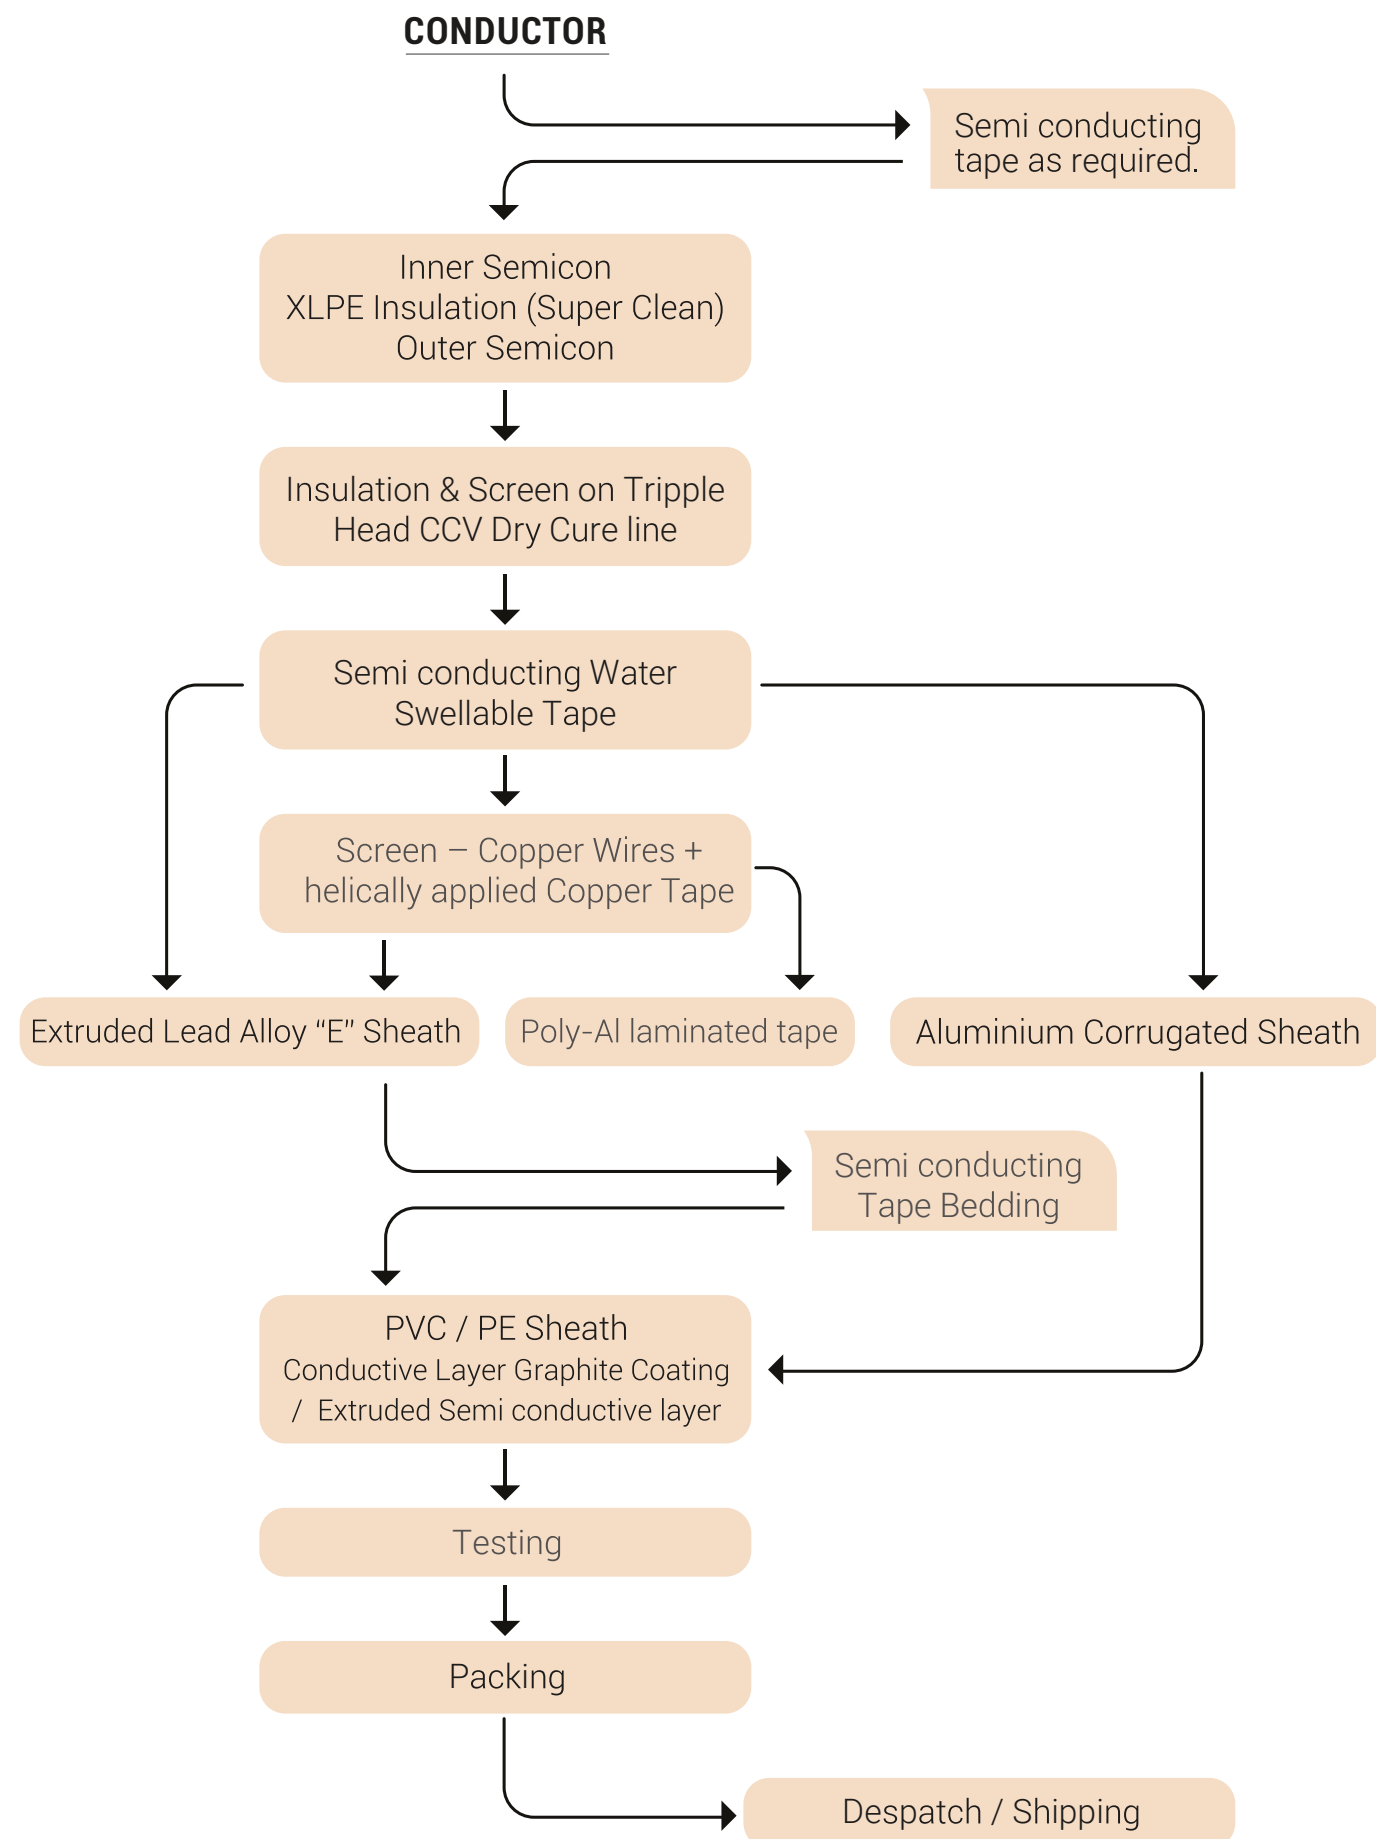 CONDUCTOR
Semi conducting
tape as required.
Inner Semicon
XLPE Insulation (Super Clean)
Outer Semicon
Insulation & Screen on Tripple
Head CCV Dry Cure line
Semi conducting Water
Swellable Tape
Screen – Copper Wires +
helically applied Copper Tape
Extruded Lead Alloy “E” Sheath
Poly-Al laminated tape
Aluminium Corrugated Sheath
Semi conducting
Tape Bedding
PVC / PE Sheath
Conductive Layer Graphite Coating
/ Extruded Semi conductive layer
Testing
Packing
Despatch / Shipping